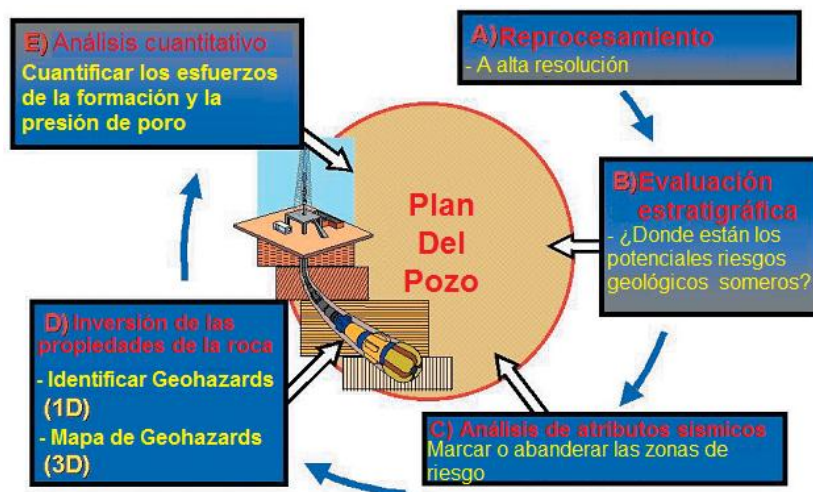 A) Reprocesamiento
- A alta resolución
B) Evaluación
estratigráfica
- ¿Donde están los
potenciales riesgos
geológicos someros?
C) Análisis de atributos sísmicos
Marcar o abanderar las zonas de
riesgo
D) Inversión de las
propiedades de la roca
- Identificar Geohazards
(1D)
- Mapa de Geohazards
(3D)
E) Análisis cuantitativo
Cuantificar los esfuerzos
de la formación y la
presión de poro
Plan
Del
Pozo